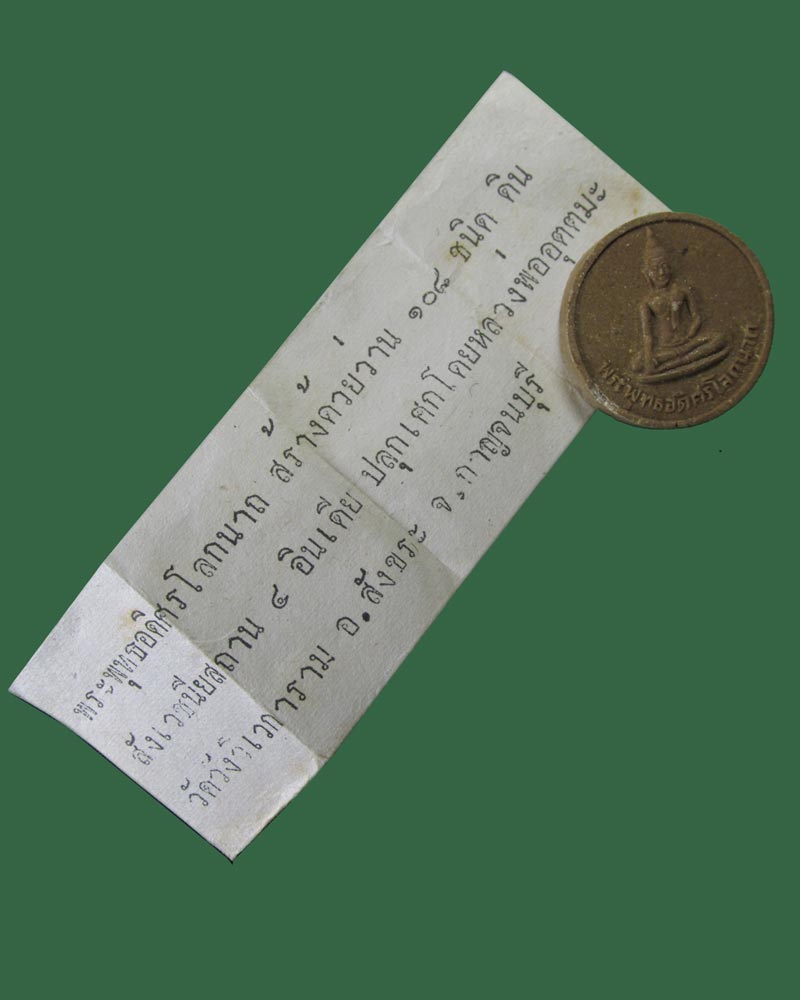 พระพุทธอดิศรโลกนาถ สร้างด้วยว่าน ๑๐๘ ชนิด ดิน
สังเวชนียสถาน ๔ อินเดีย ปลุกเศกโดยหลวงพ่ออุตตมะ
วัดวังวิเวการาม อ.สังขระ จ.กาญจนบุรี
พระพุทธอดิศรโลกนาถ